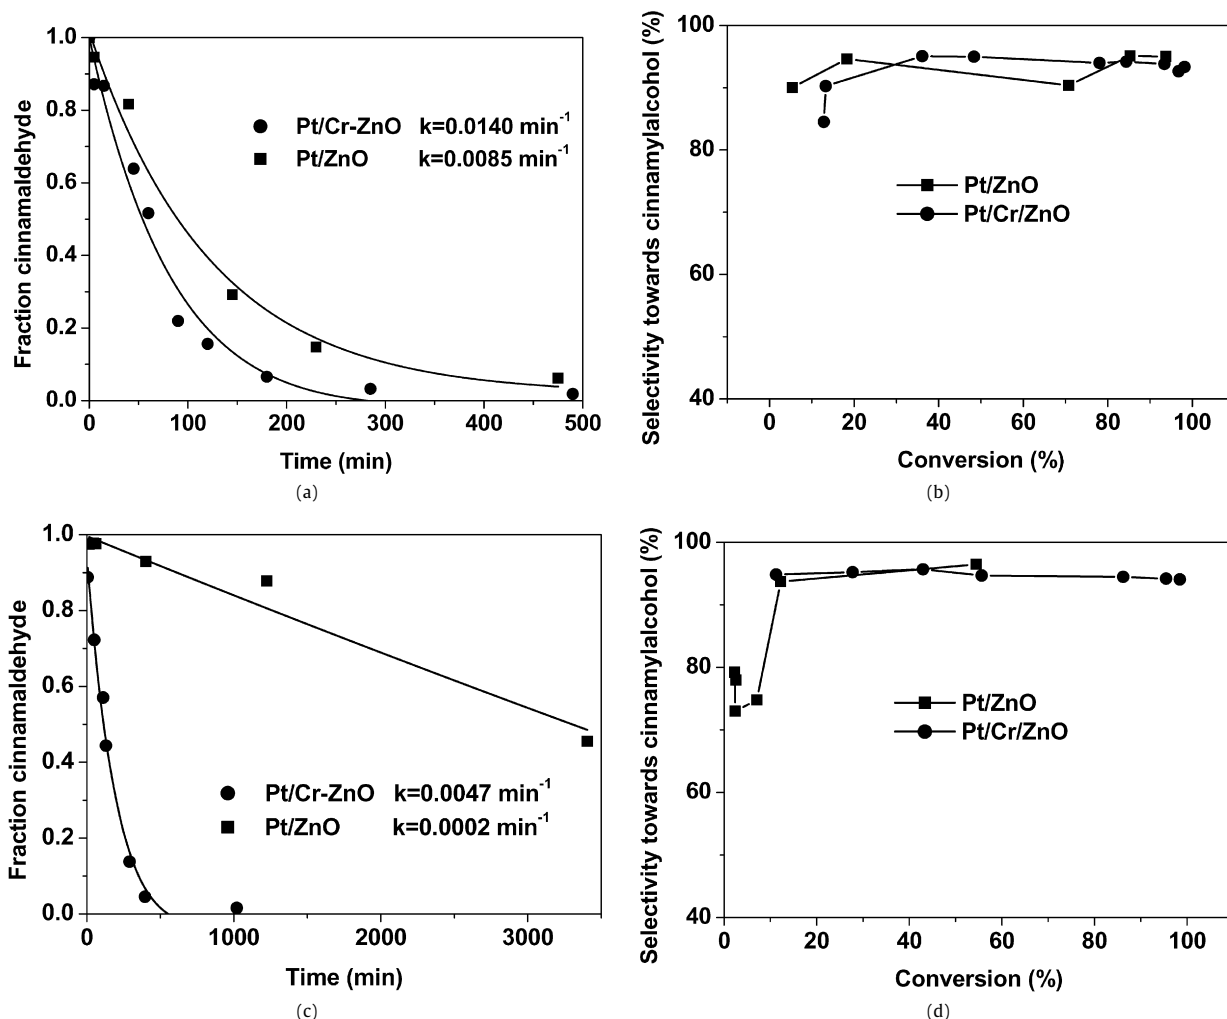 1.0
0.8
0.6
0.4
0.2
0.0
Fraction cinnamaldehyde
Pt/Cr-ZnO k=0.0140 min-1
Pt/ZnO k=0.0085 min-1
0 100 200 300 400 500
Time (min)
(a)
100
80
60
40
Selectivity towards cinnamylalcohol (%)
Pt/ZnO
Pt/Cr/ZnO
0 20 40 60 80 100
Conversion (%)
(b)
1.0
0.8
0.6
0.4
0.2
0.0
Fraction cinnamaldehyde
Pt/Cr-ZnO k=0.0047 min-1
Pt/ZnO k=0.0002 min-1
0 1000 2000 3000
Time (min)
(c)
100
80
60
40
Selectivity towards cinnamylalcohol (%)
Pt/ZnO
Pt/Cr/ZnO
0 20 40 60 80 100
Conversion (%)
(d)